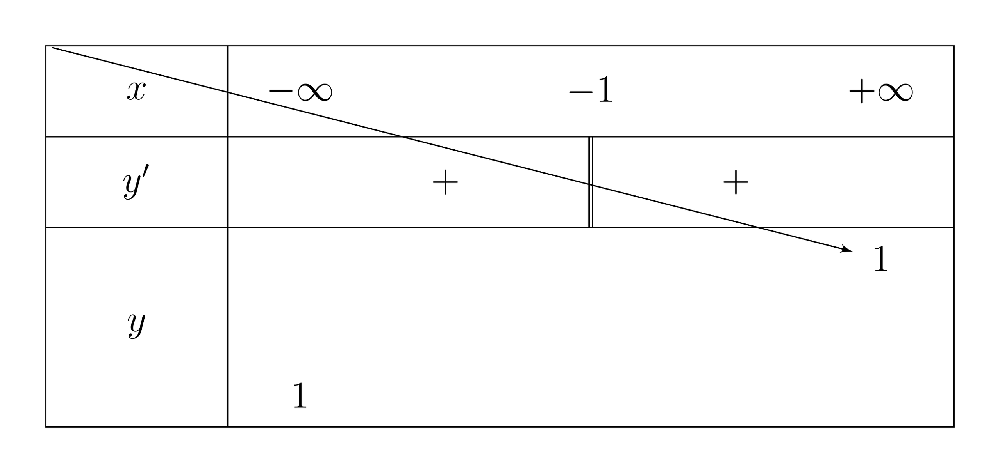 x −∞ −1 +∞
y′ + +
1
y
1